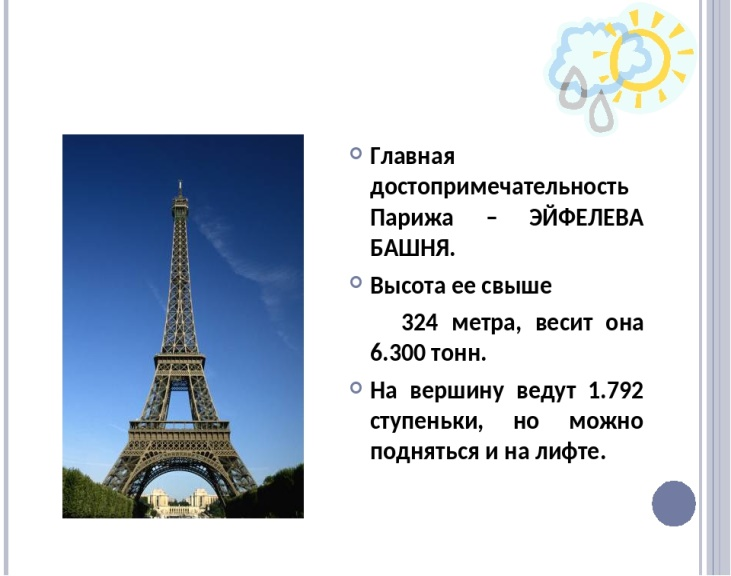 Главная
достопримечательность
Парижа – ЭЙФЕЛЕВА
БАШНЯ.
Высота ее свыше
324 метра, весит она
6.300 тонн.
На вершину ведут 1.792
ступеньки, но можно
подняться и на лифте.